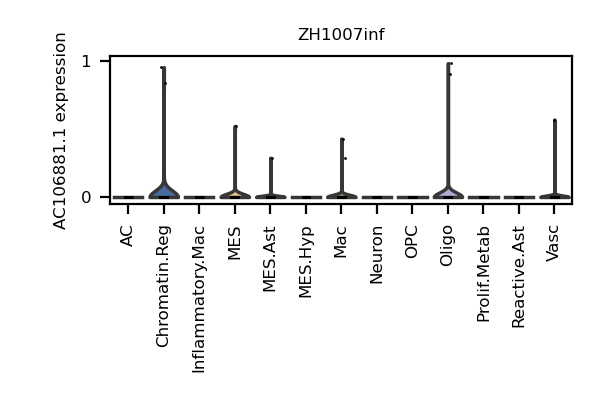 ZH1007inf
AC106881.1 expression
1
0
AC
Chromatin.Reg
Inflammatory.Mac
MES
MES.Ast
MES.Hyp
Mac
Neuron
OPC
Oligo
Prolif.Metab
Reactive.Ast
Vasc